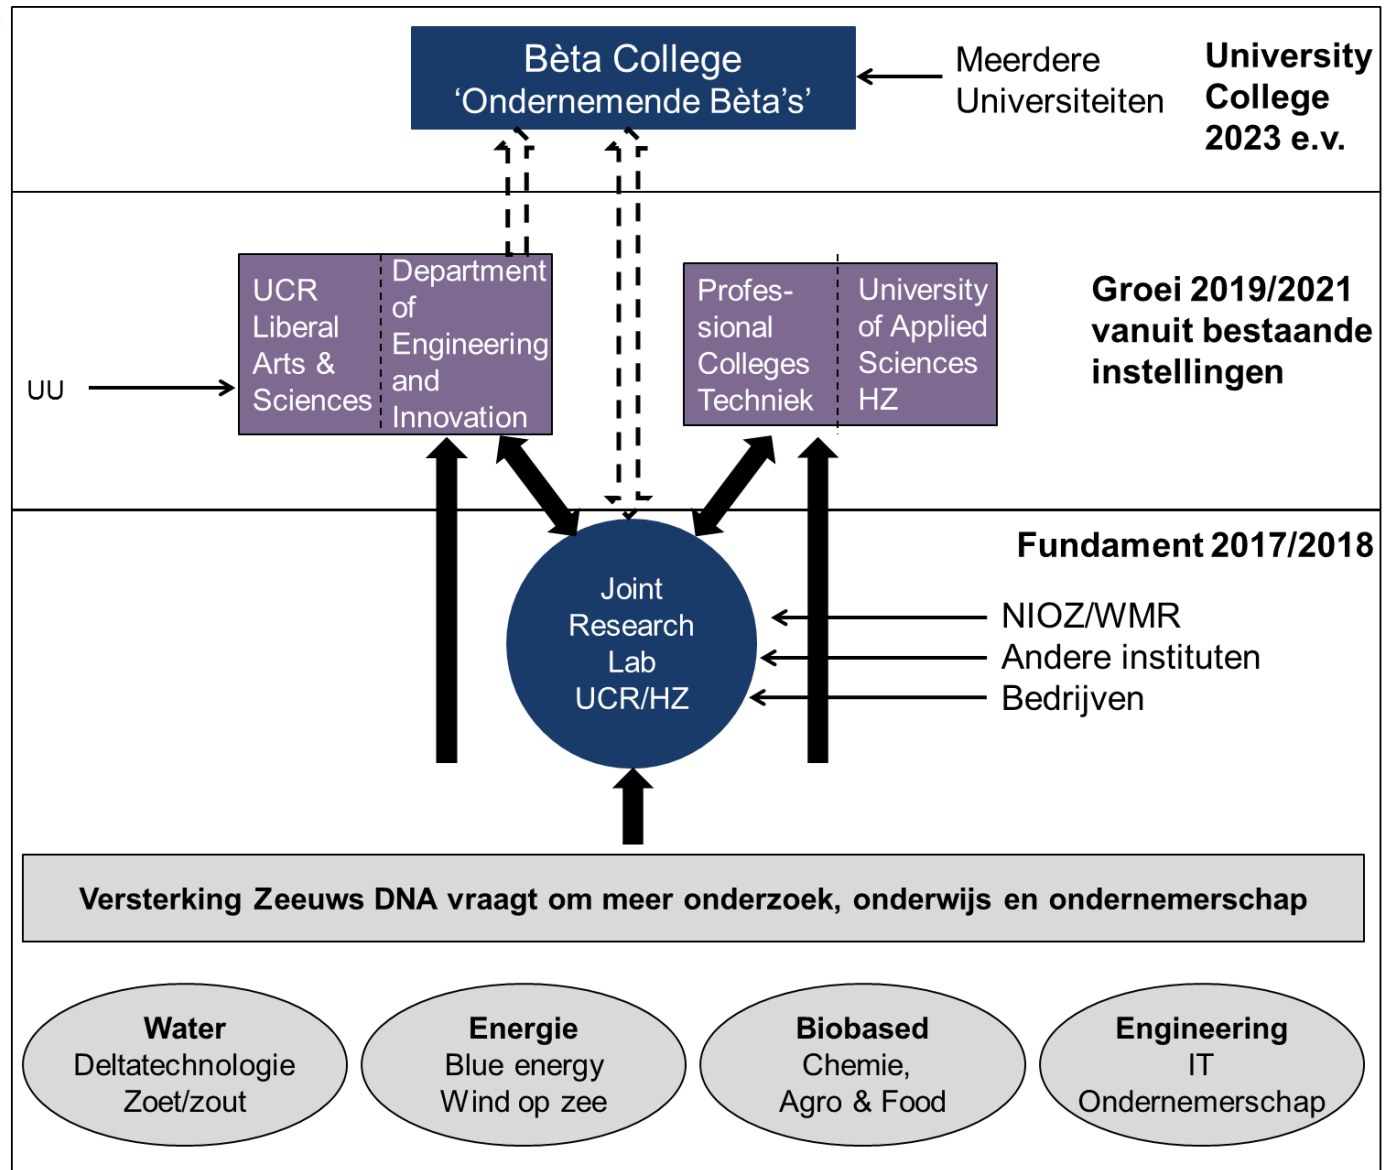 Bèta College
‘Ondernemende Bèta’s’
Meerdere
Universiteiten
University
College
2023 e.v.
UU
UCR
Liberal
Arts &
Sciences
Department
of
Engineering
and
Innovation
Profes-
sional
Colleges
Techniek
University
of Applied
Sciences
HZ
Groei 2019/2021
vanuit bestaande
instellingen
Fundament 2017/2018
Joint
Research
Lab
UCR/HZ
NIOZ/WMR
Andere instituten
Bedrijven
Versterking Zeeuws DNA vraagt om meer onderzoek, onderwijs en ondernemerschap
Water
Deltatechnologie
Zoet/zout
Energie
Blue energy
Wind op zee
Biobased
Chemie,
Agro & Food
Engineering
IT
Ondernemerschap